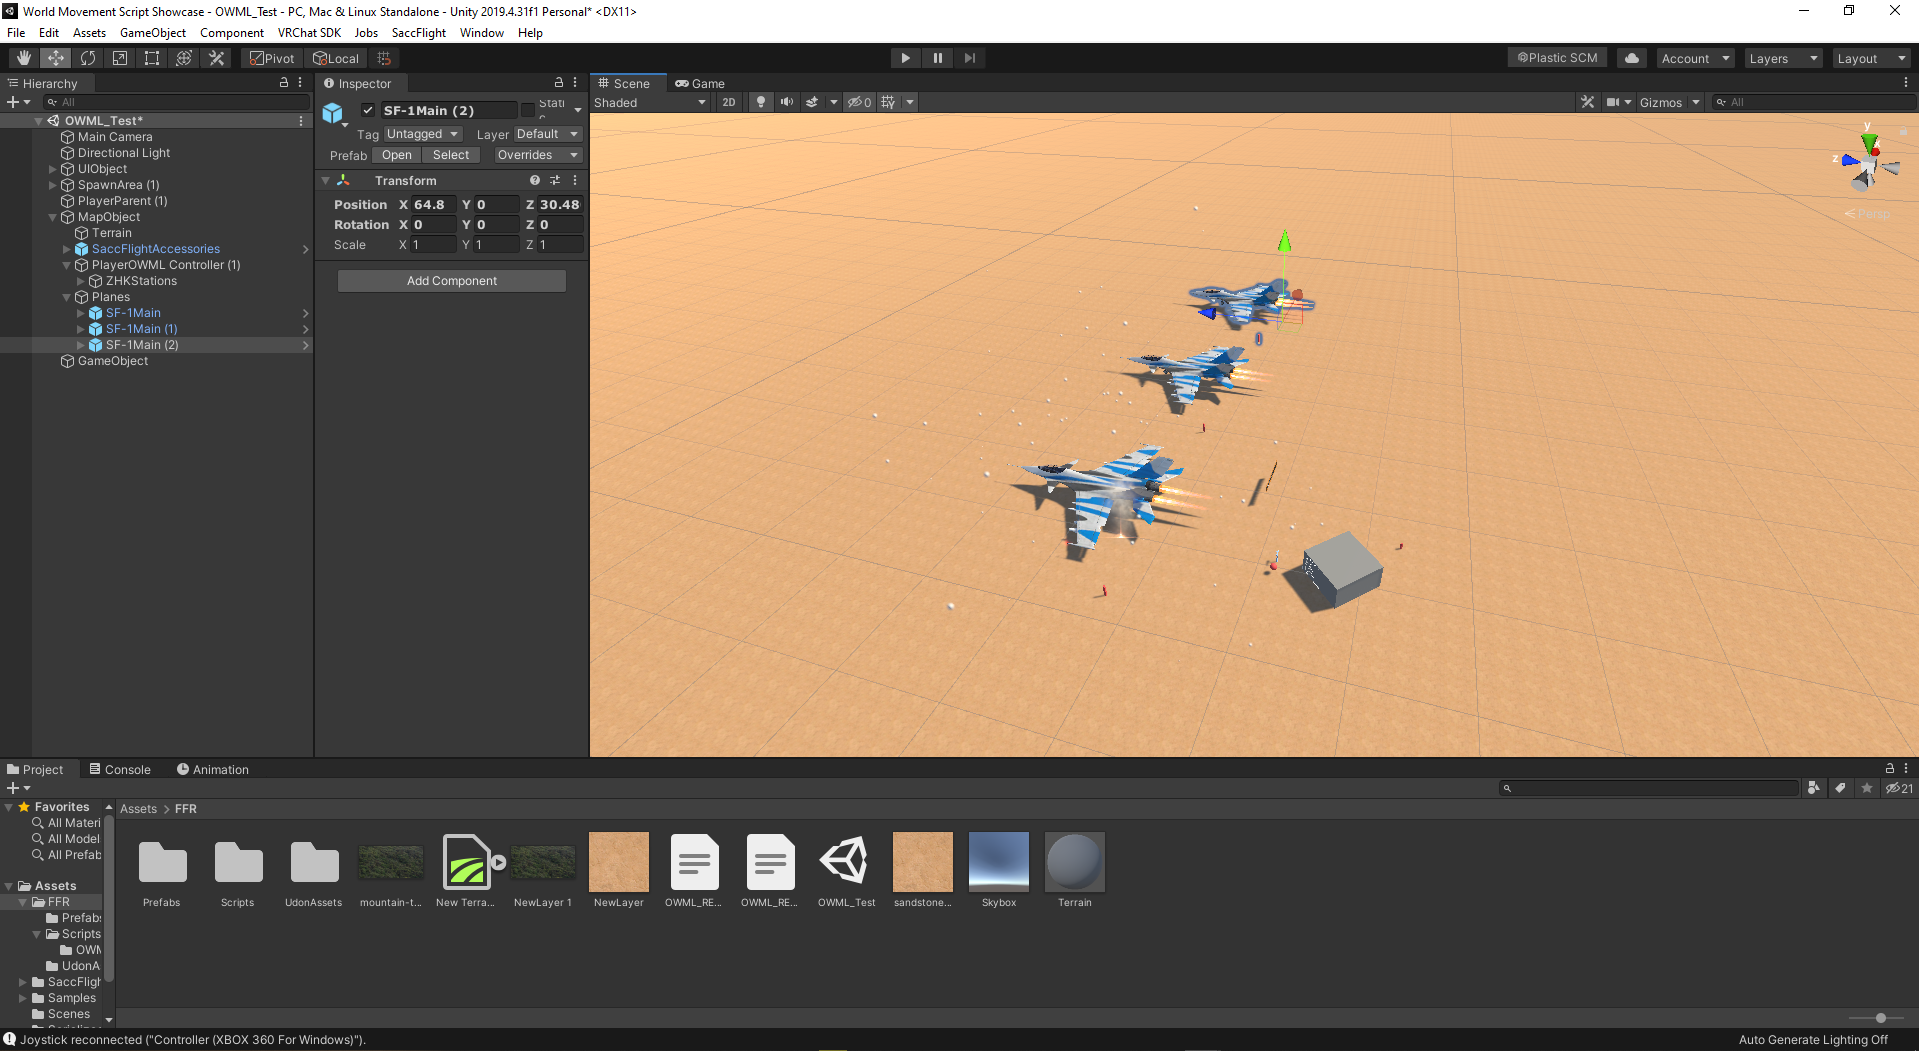 World Movement Script Showcase - OWML_Test - PC, Mac & Linux Standalone - Unity 2019.4.31f1 Personal* <DX11>
File Edit Assets GameObject Component VRChat SDK Jobs SaccFlight Window Help
Pivot Local Plastic SCM Account Layers Layout
Hierarchy
All
OWML_Test*
Main Camera
Directional Light
UIObject
SpawnArea (1)
PlayerParent (1)
MapObject
Terrain
SaccFlightAccessories
PlayerOWML Controller (1)
ZHKStations
Planes
SF-1Main
SF-1Main (1)
SF-1Main (2)
GameObject
Inspector
SF-1Main (2)
Tag Untagged Layer Default
Prefab Open Select Overrides
Transform
Position X 64.8 Y 0 Z 30.48
Rotation X 0 Y 0 Z 0
Scale X 1 Y 1 Z 1
Add Component
Scene Game
Shaded 2D 0 Gizmos All
y
x
z
Persp
Project Console Animation
21
Favorites
All Materi
All Model
All Prefab
Assets
FFR
Prefabs
Scripts
OWM
UdonA
SaccFligh
Samples
Scenes
Assets > FFR
Prefabs Scripts UdonAssets mountain-t... New Terra... NewLayer 1 NewLayer OWML_RE... OWML_RE... OWML_Test sandstone... Skybox Terrain
Joystick reconnected ("Controller (XBOX 360 For Windows)").
Auto Generate Lighting Off